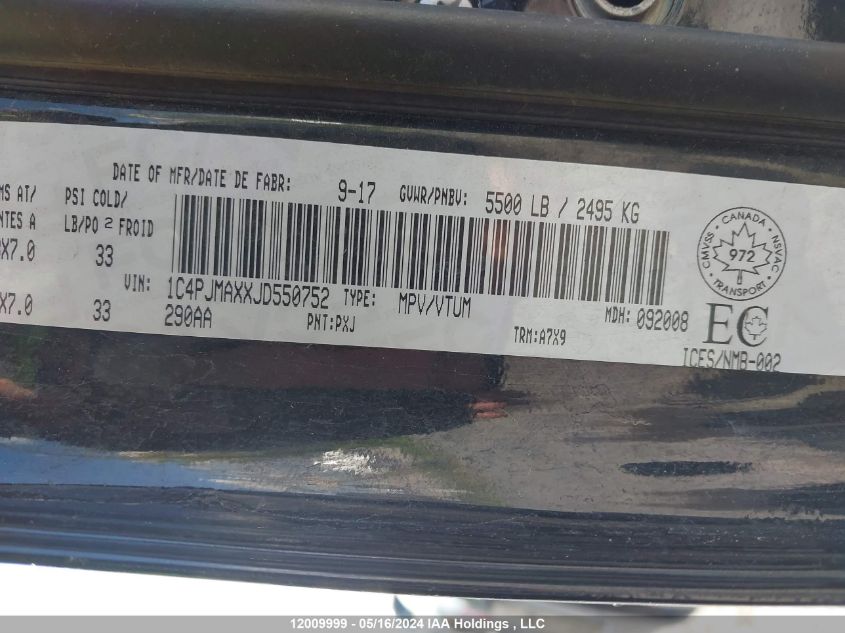 DATE OF MFR/DATE DE FABR: 9-17 GVWR/PNBV: 5500 LB / 2495 KG
MS AT/ PSI COLD/
NTES A LB/PO 2 FROID
X7.0 33
VIN: 1C4PJMAXXJD550752 TYPE: MPV/VTUM MDH: 092008
X7.0 33 290AA PNT:PXJ TRM:A7X9
CMVSS CANADA NSVAC
972
TRANSPORT
EC
ICES/NMB-002
12009999 - 05/16/2024 IAA Holdings, LLC